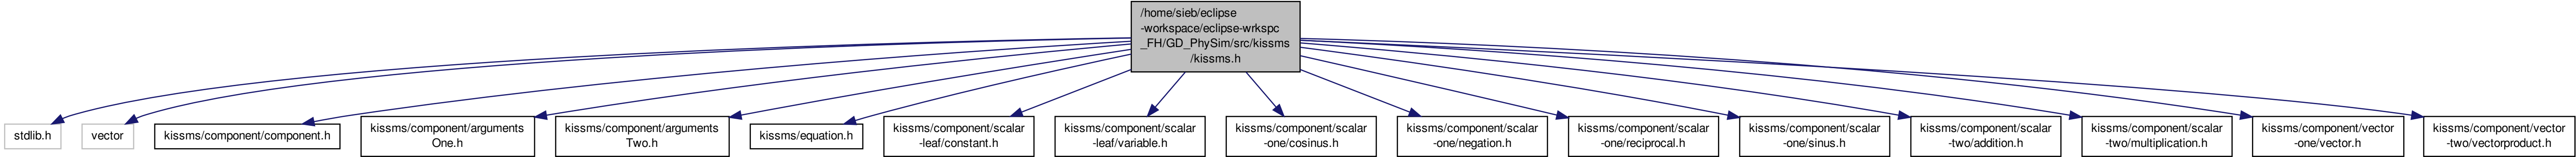 /home/sieb/eclipse
-workspace/eclipse-wrkspc
_FH/GD_PhySim/src/kissms
/kissms.h
stdlib.h
vector
kissms/component/component.h
kissms/component/arguments
One.h
kissms/component/arguments
Two.h
kissms/equation.h
kissms/component/scalar
-leaf/constant.h
kissms/component/scalar
-leaf/variable.h
kissms/component/scalar
-one/cosinus.h
kissms/component/scalar
-one/negation.h
kissms/component/scalar
-one/reciprocal.h
kissms/component/scalar
-one/sinus.h
kissms/component/scalar
-two/addition.h
kissms/component/scalar
-two/multiplication.h
kissms/component/vector
-one/vector.h
kissms/component/vector
-two/vectorproduct.h